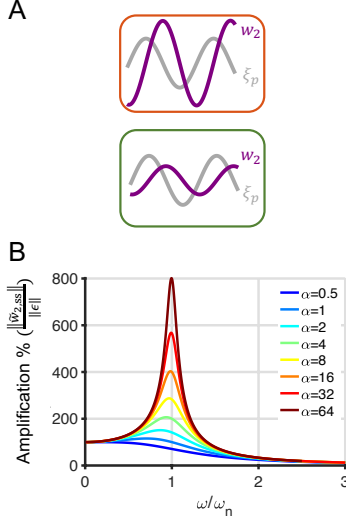 A
w₂
ξₚ
w₂
ξₚ
B
Amplification % (‖w̃₂,ss‖/‖ϵ‖)
800
600
400
200
0
0
1
2
3
ω/ωₙ
α=0.5
α=1
α=2
α=4
α=8
α=16
α=32
α=64